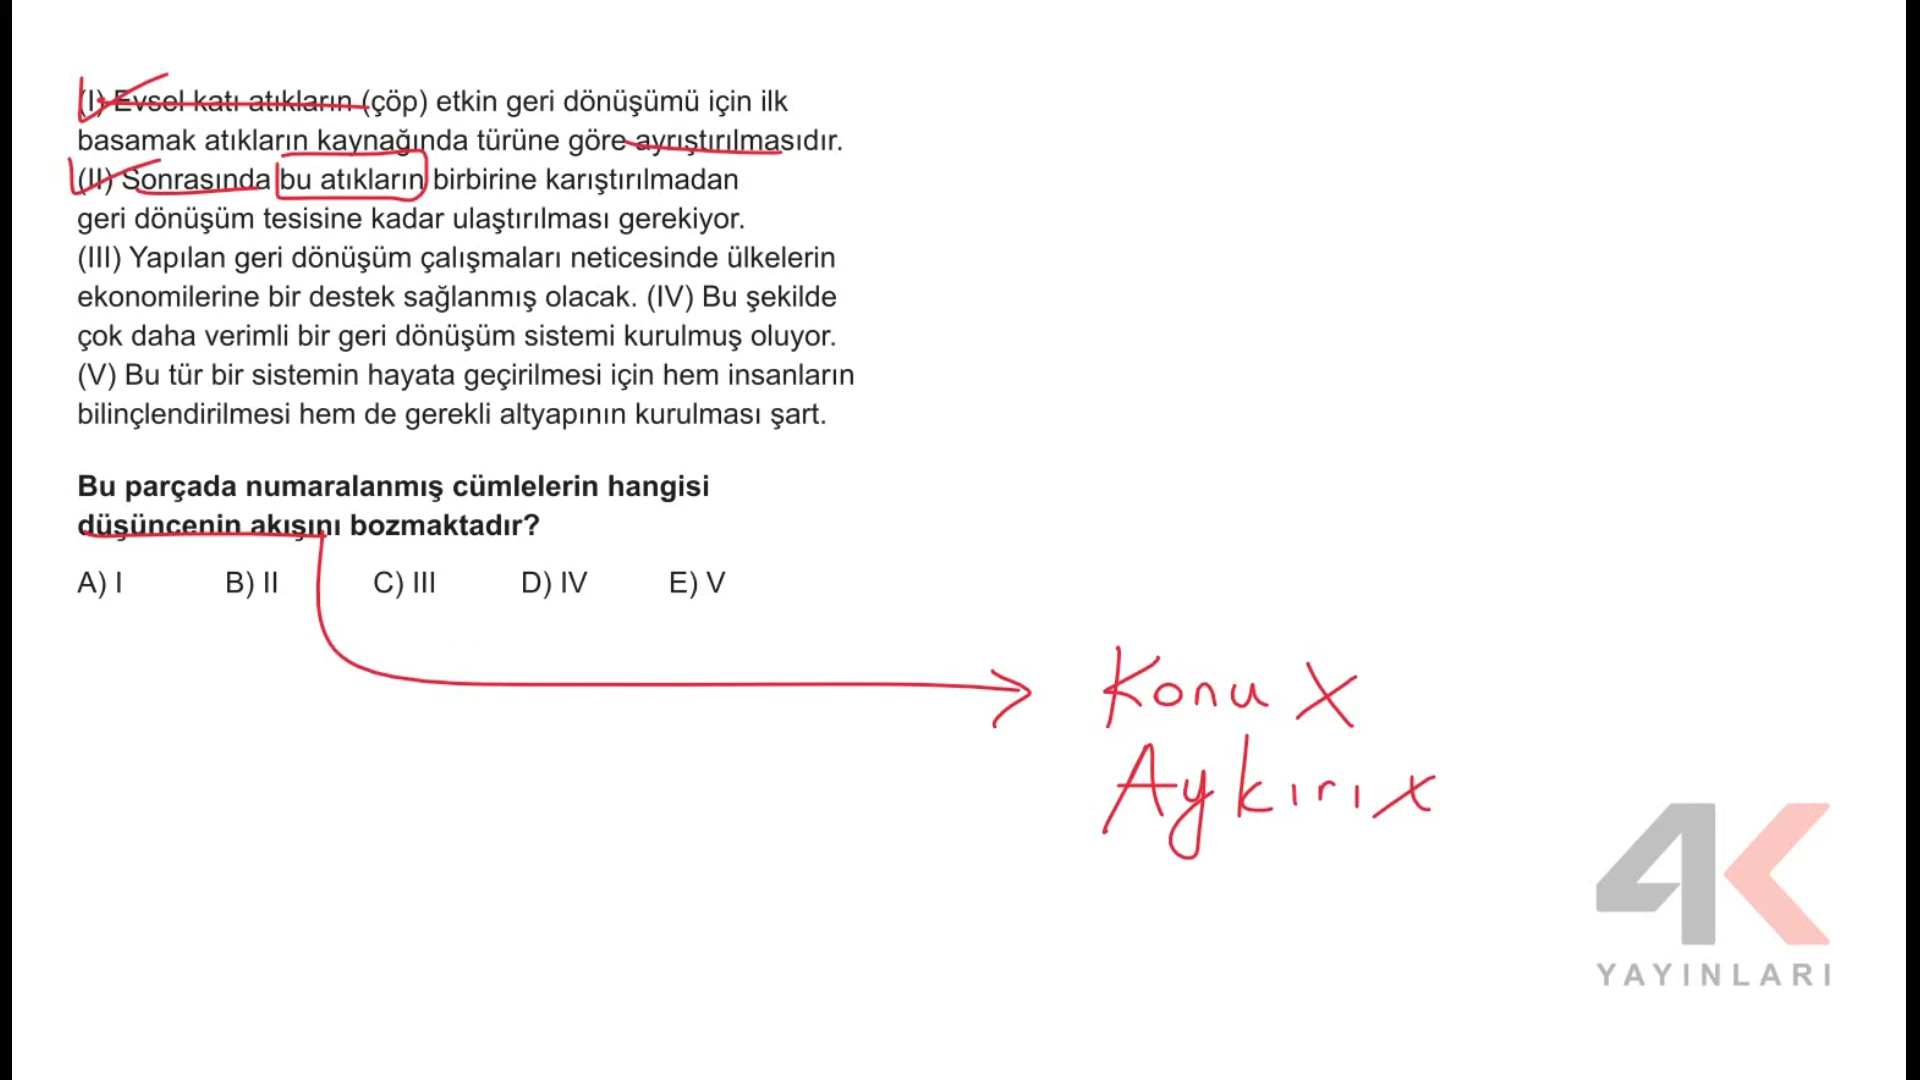 (I) Evsel katı atıkların (çöp) etkin geri dönüşümü için ilk
basamak atıkların kaynağında türüne göre ayrıştırılmasıdır.
(II) Sonrasında bu atıkların birbirine karıştırılmadan
geri dönüşüm tesisine kadar ulaştırılması gerekiyor.
(III) Yapılan geri dönüşüm çalışmaları neticesinde ülkelerin
ekonomilerine bir destek sağlanmış olacak. (IV) Bu şekilde
çok daha verimli bir geri dönüşüm sistemi kurulmuş oluyor.
(V) Bu tür bir sistemin hayata geçirilmesi için hem insanların
bilinçlendirilmesi hem de gerekli altyapının kurulması şart.
Bu parçada numaralanmış cümlelerin hangisi
düşüncenin akışını bozmaktadır?
A) I B) II C) III D) IV E) V
Konu X
Aykırı x
4K
YAYINLARI